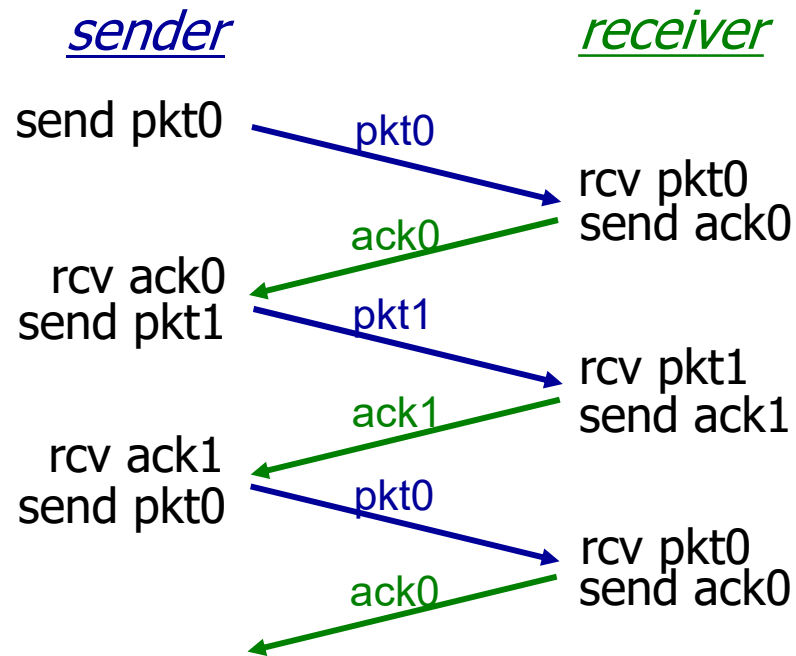 sender
receiver
send pkt0
pkt0
rcv pkt0
send ack0
ack0
rcv ack0
send pkt1
pkt1
rcv pkt1
send ack1
ack1
rcv ack1
send pkt0
pkt0
rcv pkt0
send ack0
ack0